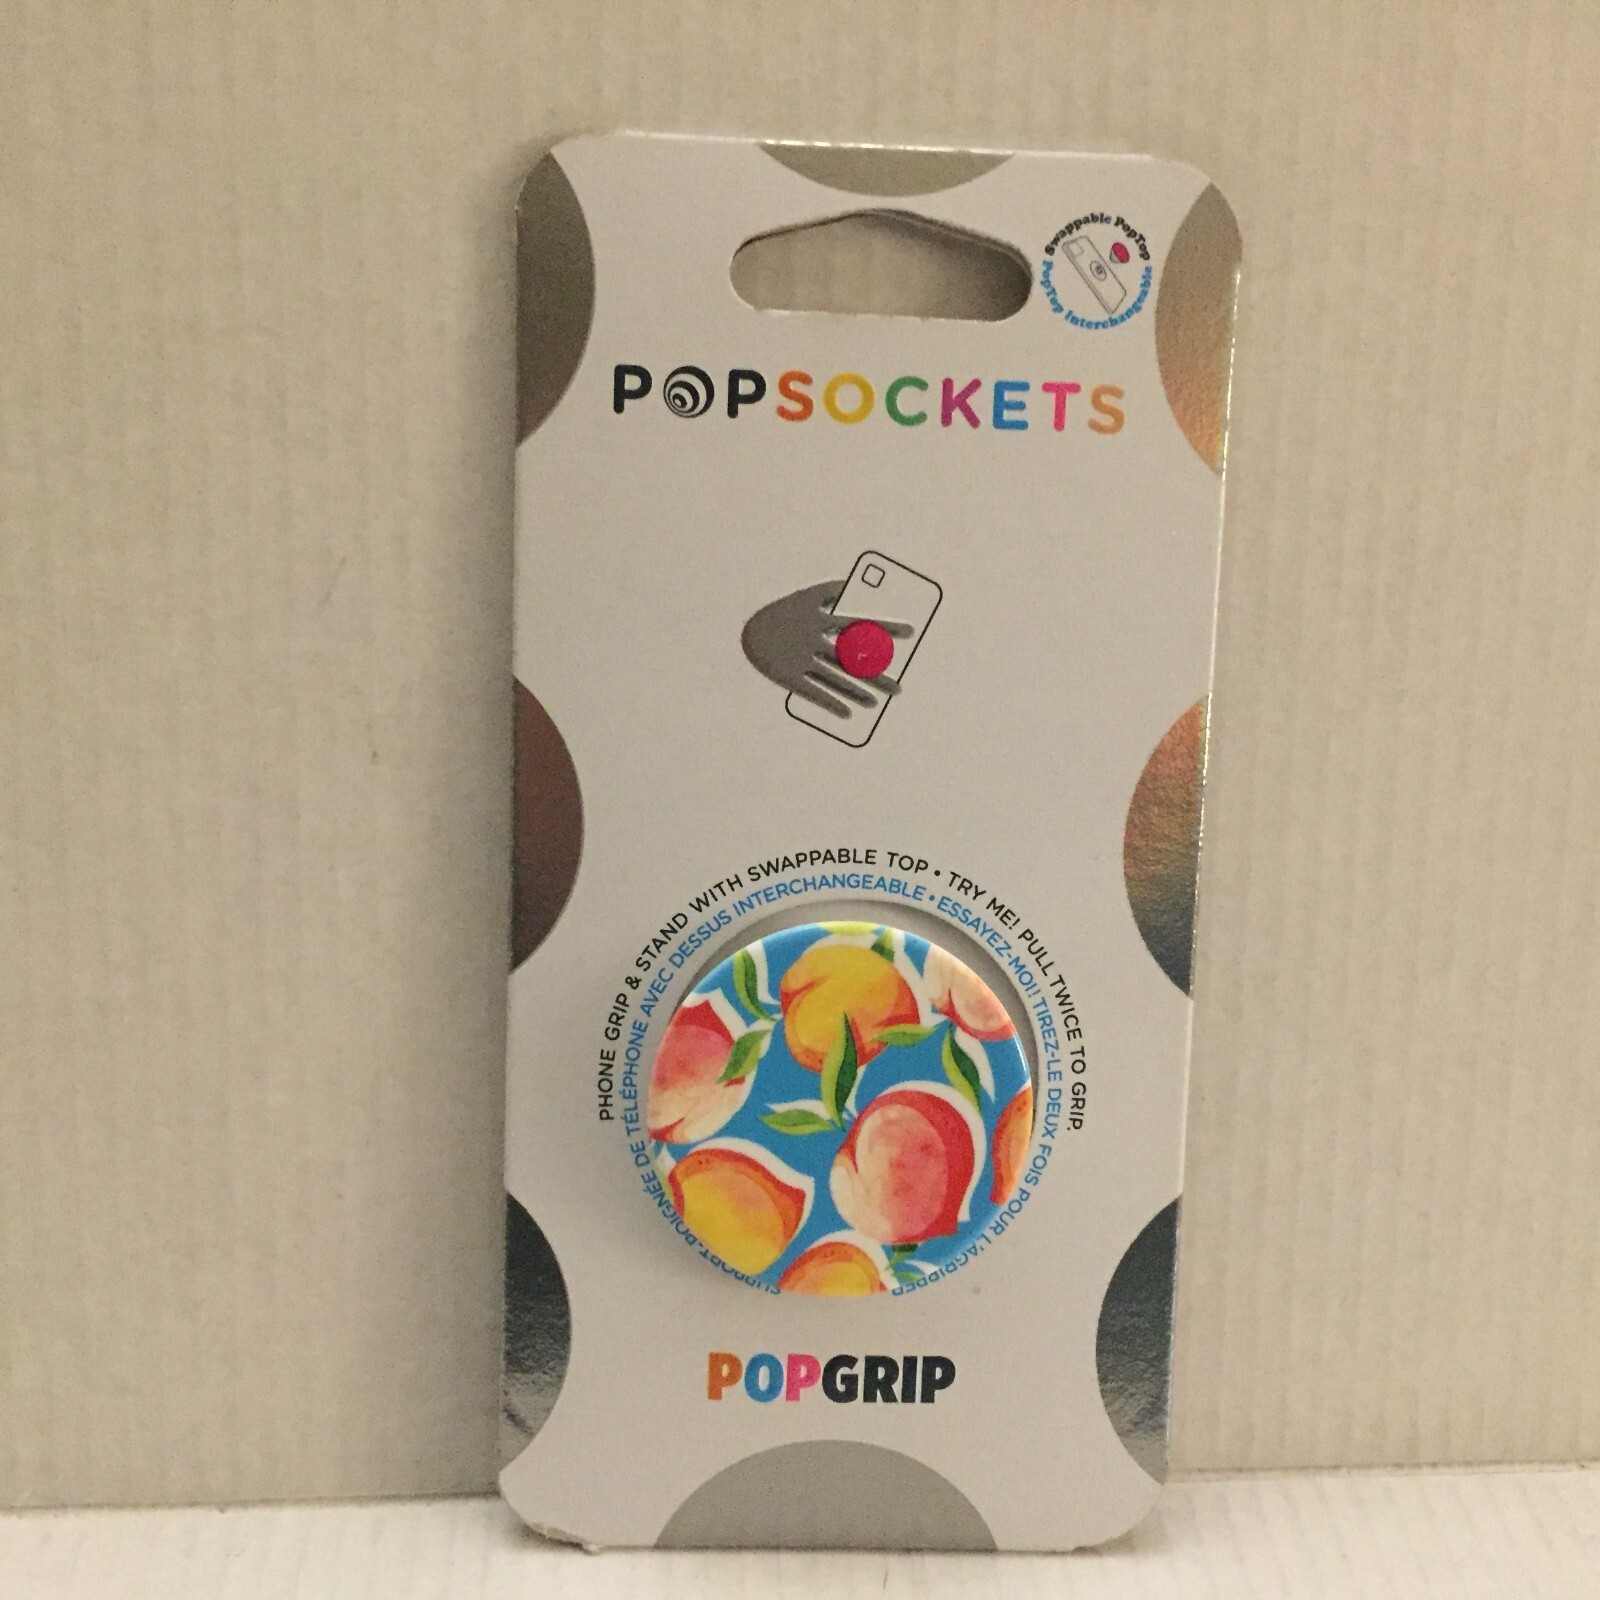 Swappable PopTop
PopTop Interchangeable
POPSOCKETS
PHONE GRIP & STAND WITH SWAPPABLE TOP • TRY ME! PULL TWICE TO GRIP.
SUPPORT-POIGNÉE DE TÉLÉPHONE AVEC DESSUS INTERCHANGEABLE • ESSAYEZ-MOI! TIREZ-LE DEUX FOIS POUR L'AGRIPPER
POPGRIP